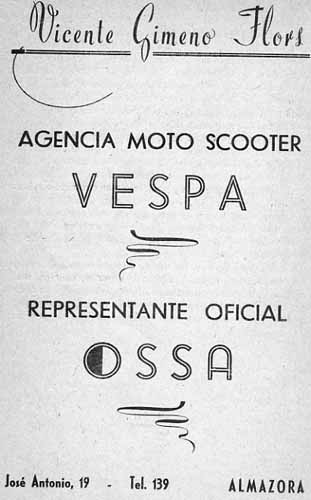 Vicente Gimeno Flors
AGENCIA MOTO SCOOTER
VESPA
REPRESENTANTE OFICIAL
OSSA
José Antonio, 19 - Tel. 139 ALMAZORA